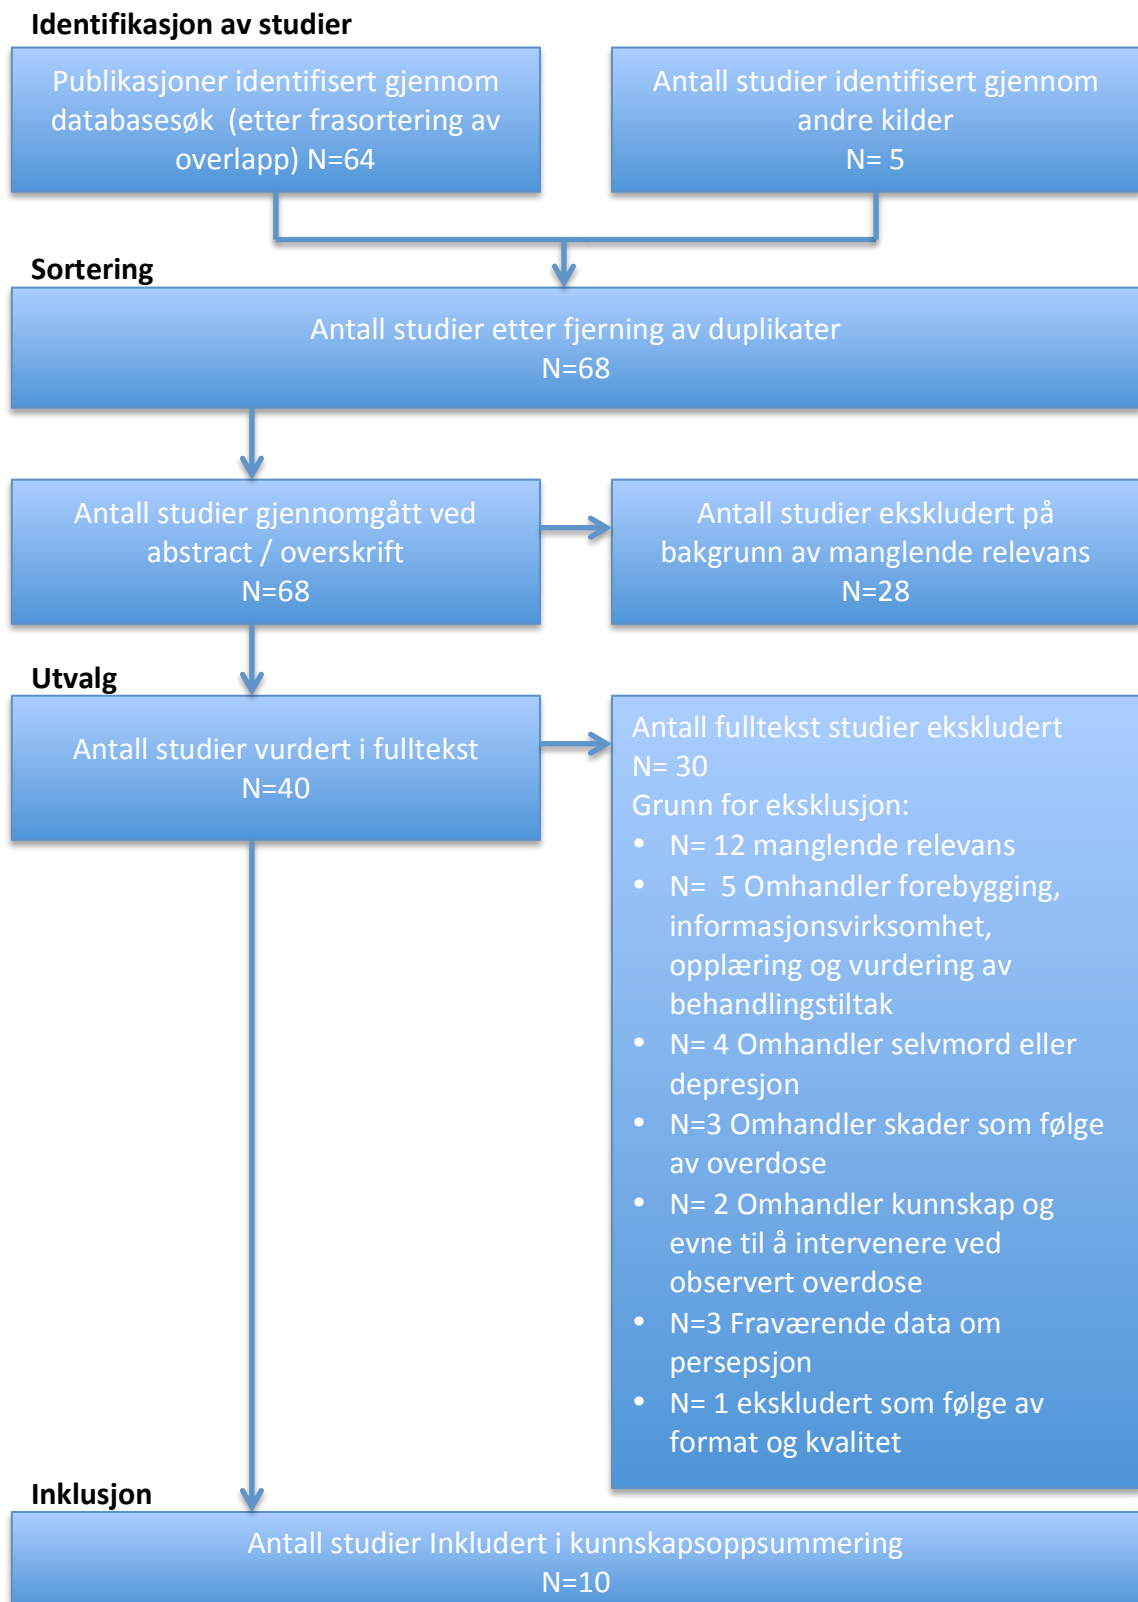 Identifikasjon av studier
Publikasjoner identifisert gjennom
databasesøk (etter frasortering av
overlapp) N=64
Antall studier identifisert gjennom
andre kilder
N= 5
Sortering
Antall studier etter fjerning av duplikater
N=68
Antall studier gjennomgått ved
abstract / overskrift
N=68
Antall studier ekskludert på
bakgrunn av manglende relevans
N=28
Utvalg
Antall studier vurdert i fulltekst
N=40
Antall fulltekst studier ekskludert
N= 30
Grunn for eksklusjon:
• N= 12 manglende relevans
• N= 5 Omhandler forebygging,
informasjonsvirksomhet,
opplæring og vurdering av
behandlingstiltak
• N= 4 Omhandler selvmord eller
depresjon
• N=3 Omhandler skader som følge
av overdose
• N= 2 Omhandler kunnskap og
evne til å intervenere ved
observert overdose
• N=3 Fraværende data om
persepsjon
• N= 1 ekskludert som følge av
format og kvalitet
Inklusjon
Antall studier Inkludert i kunnskapsoppsummering
N=10